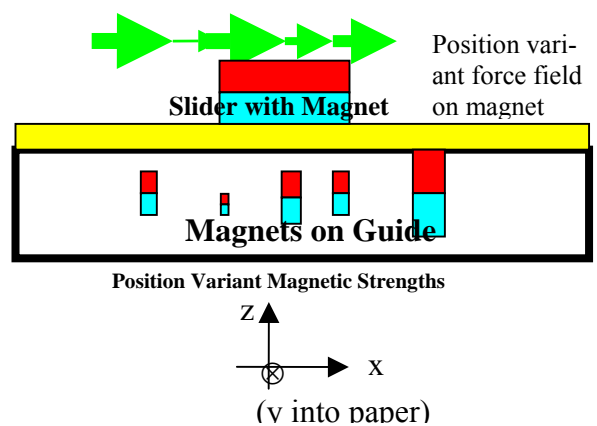 Position vari-
ant force field
on magnet
Slider with Magnet
Magnets on Guide
Position Variant Magnetic Strengths
z
x
(y into paper)